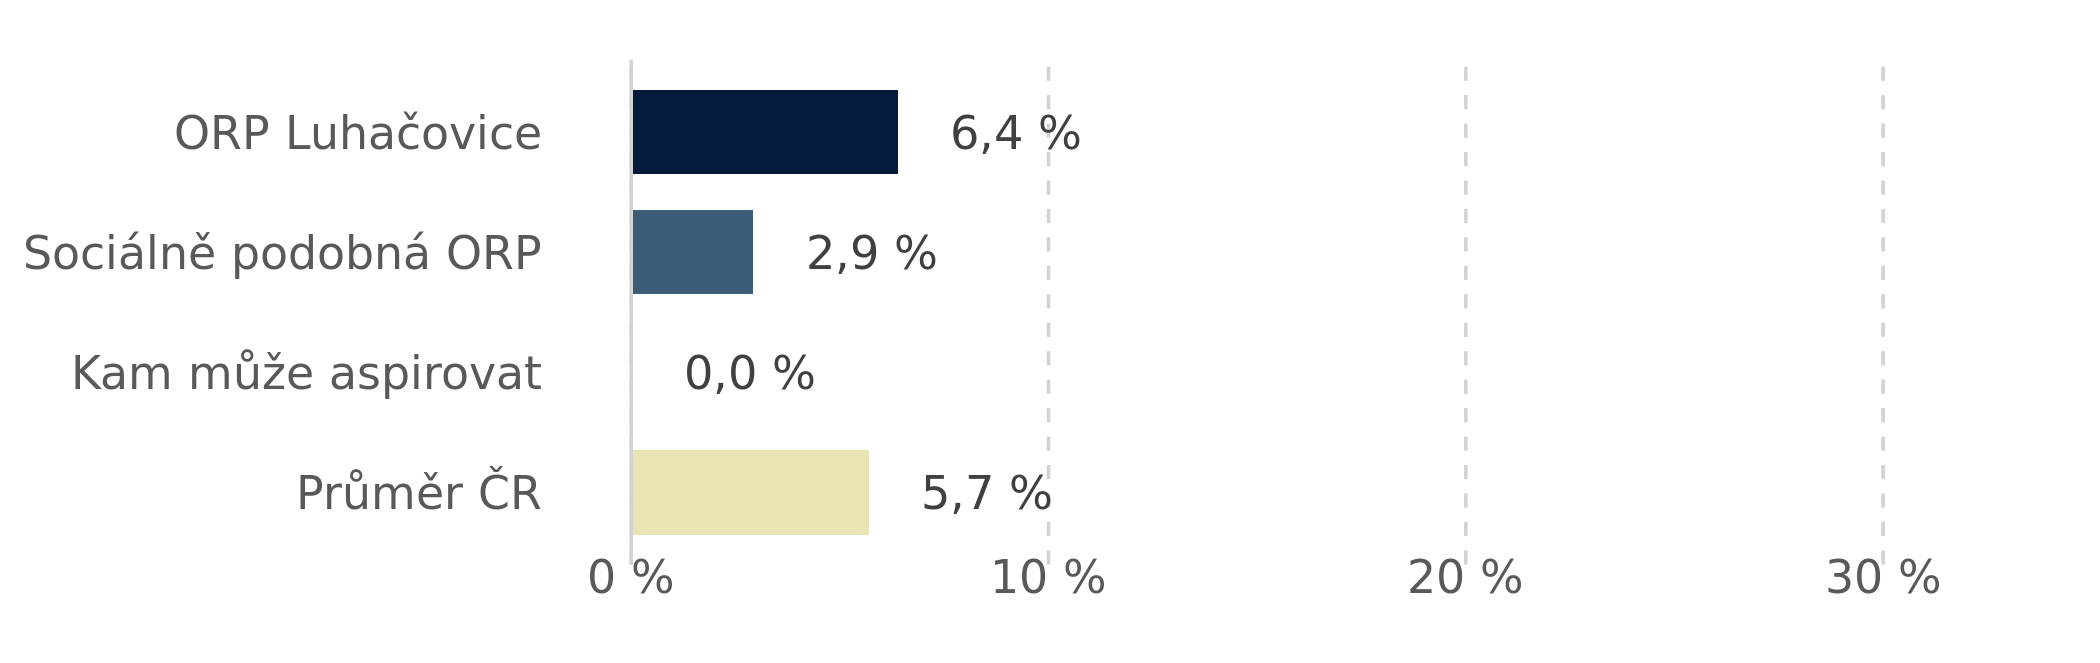 ORP Luhačovice 6,4 %
Sociálně podobná ORP 2,9 %
Kam může aspirovat 0,0 %
Průměr ČR 5,7 %
0 % 10 % 20 % 30 %